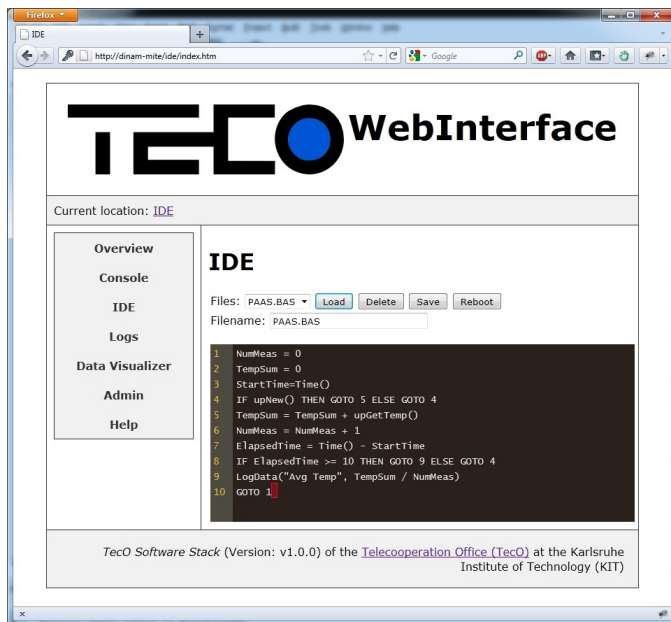 Firefox
IDE
+
http://dinam-mite/ide/index.htm
Google
TECO WebInterface
Current location: IDE
Overview
Console
IDE
Logs
Data Visualizer
Admin
Help
IDE
Files: PAAS.BAS Load Delete Save Reboot
Filename: PAAS.BAS
1 NumMeas = 0
2 TempSum = 0
3 StartTime=Time()
4 IF upNew() THEN GOTO 5 ELSE GOTO 4
5 TempSum = TempSum + upGetTemp()
6 NumMeas = NumMeas + 1
7 ElapsedTime = Time() - StartTime
8 IF ElapsedTime >= 10 THEN GOTO 9 ELSE GOTO 4
9 LogData("Avg Temp", TempSum / NumMeas)
10 GOTO 1
TecO Software Stack (Version: v1.0.0) of the Telecooperation Office (TecO) at the Karlsruhe
Institute of Technology (KIT)
x